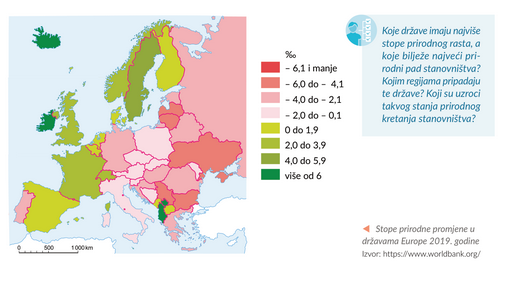 ‰
– 6,1 i manje
– 6,0 do – 4,1
– 4,0 do – 2,1
– 2,0 do – 0,1
0 do 1,9
2,0 do 3,9
4,0 do 5,9
više od 6
0 500 1 000 km
Koje države imaju najviše
stope prirodnog rasta, a
koje bilježe najveći pri-
rodni pad stanovništva?
Kojim regijama pripadaju
te države? Koji su uzroci
takvog stanja prirodnog
kretanja stanovništva?
Stope prirodne promjene u
državama Europe 2019. godine
Izvor: https://www.worldbank.org/